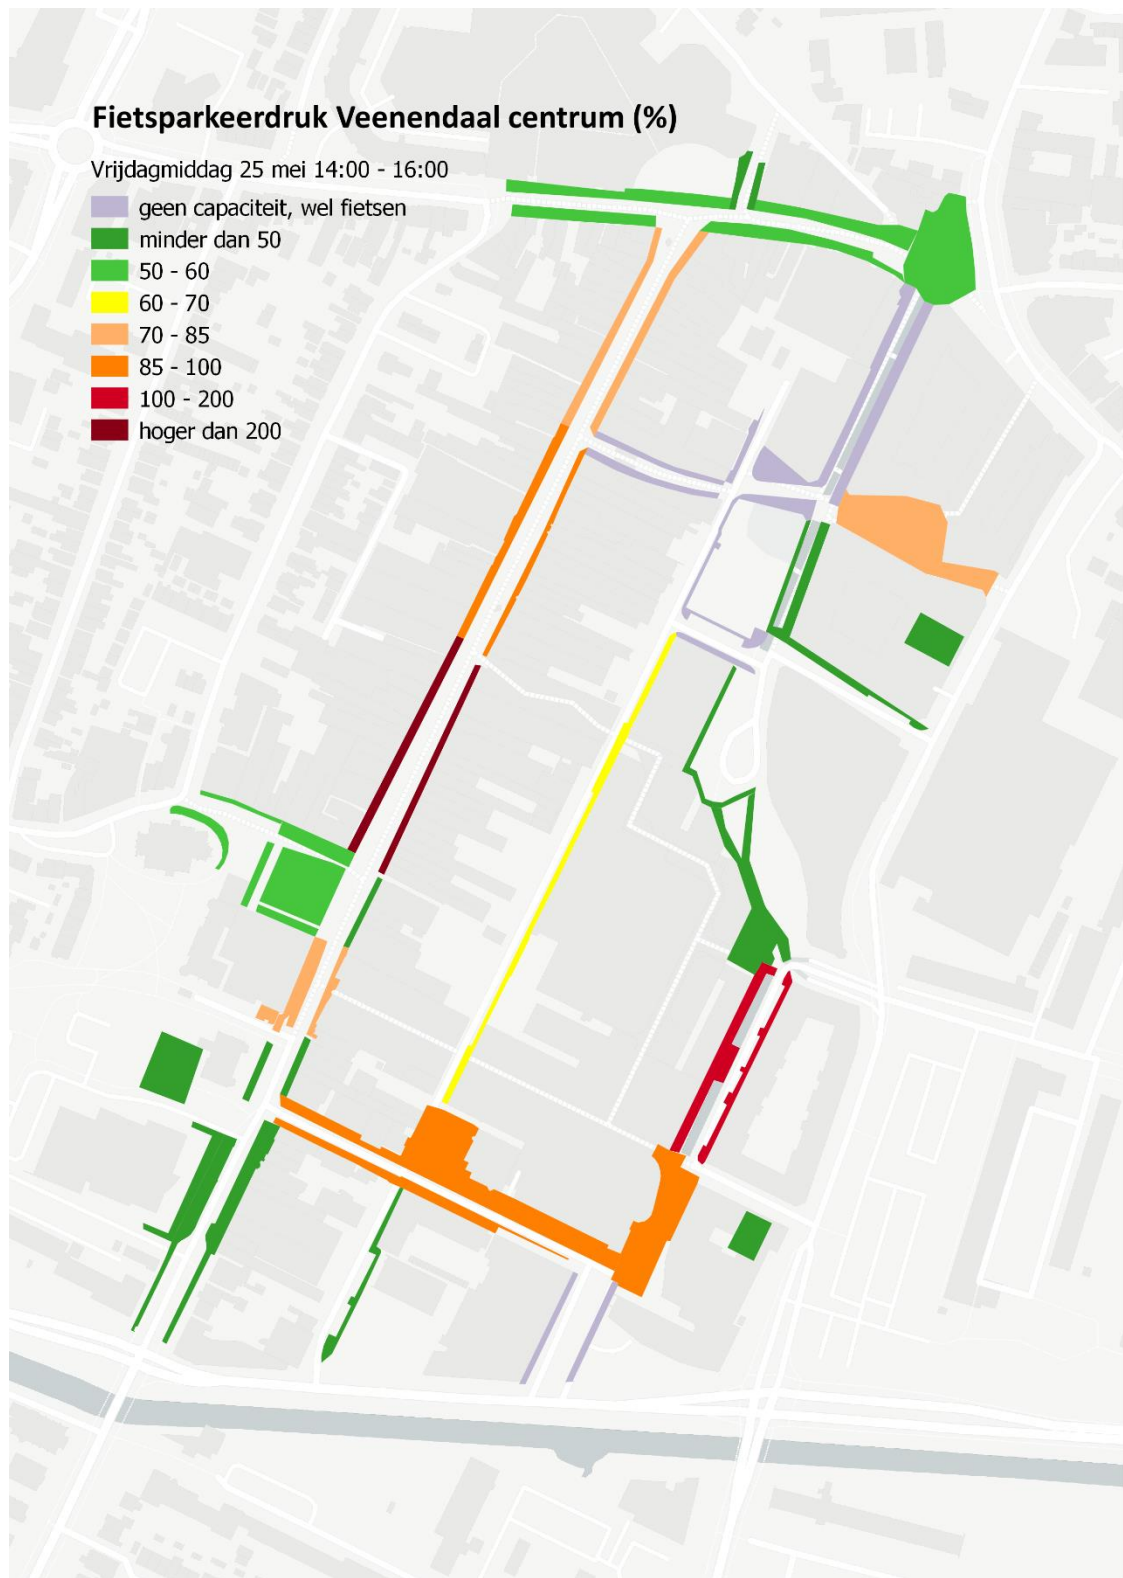 Fietsparkeerdruk Veenendaal centrum (%)
Vrijdagmiddag 25 mei 14:00 - 16:00
geen capaciteit, wel fietsen
minder dan 50
50 - 60
60 - 70
70 - 85
85 - 100
100 - 200
hoger dan 200